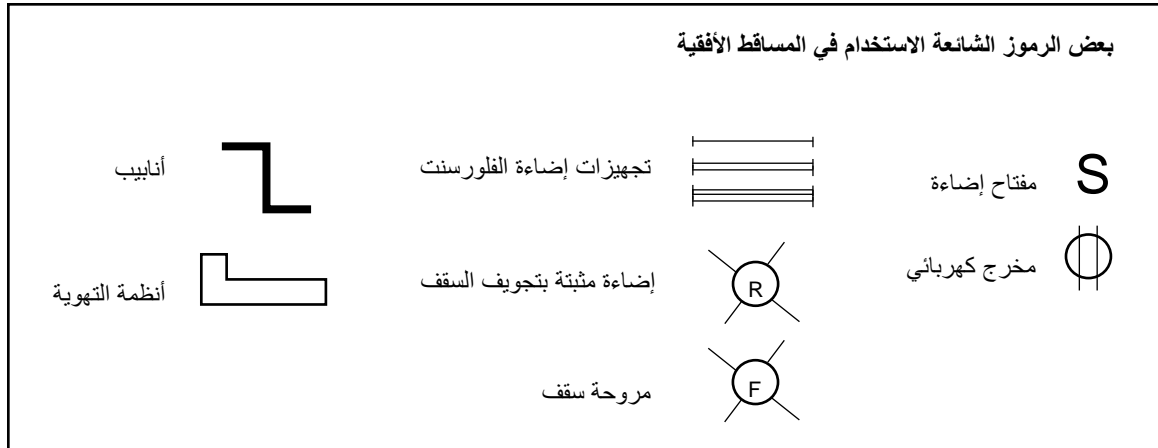 بعض الرموز الشائعة الاستخدام في المساقط الأفقية
S
مفتاح إضاءة
تجهيزات إضاءة الفلورسنت
أنابيب
مخرج كهربائي
R
إضاءة مثبتة بتجويف السقف
أنظمة التهوية
F
مروحة سقف